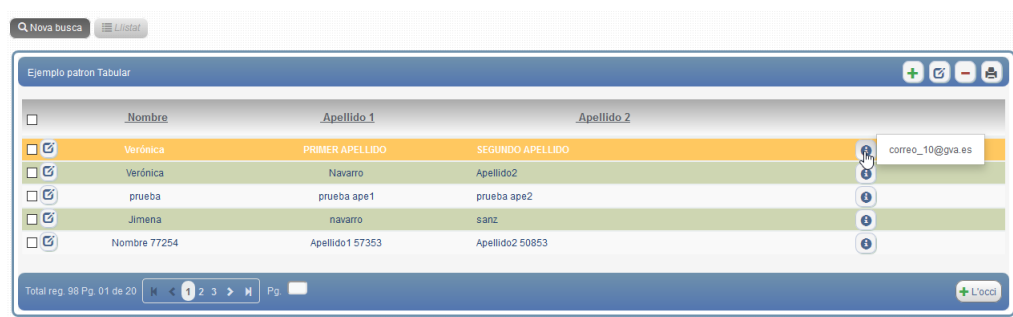 Nova busca Llistat
Ejemplo patron Tabular
Nombre Apellido 1 Apellido 2
Verónica PRIMER APELLIDO SEGUNDO APELLIDO correo_10@gva.es
Verónica Navarro Apellido2
prueba prueba ape1 prueba ape2
Jimena navarro sanz
Nombre 77254 Apellido1 57353 Apellido2 50853
Total reg. 98 Pg. 01 de 20 1 2 3 Pg. L'occi